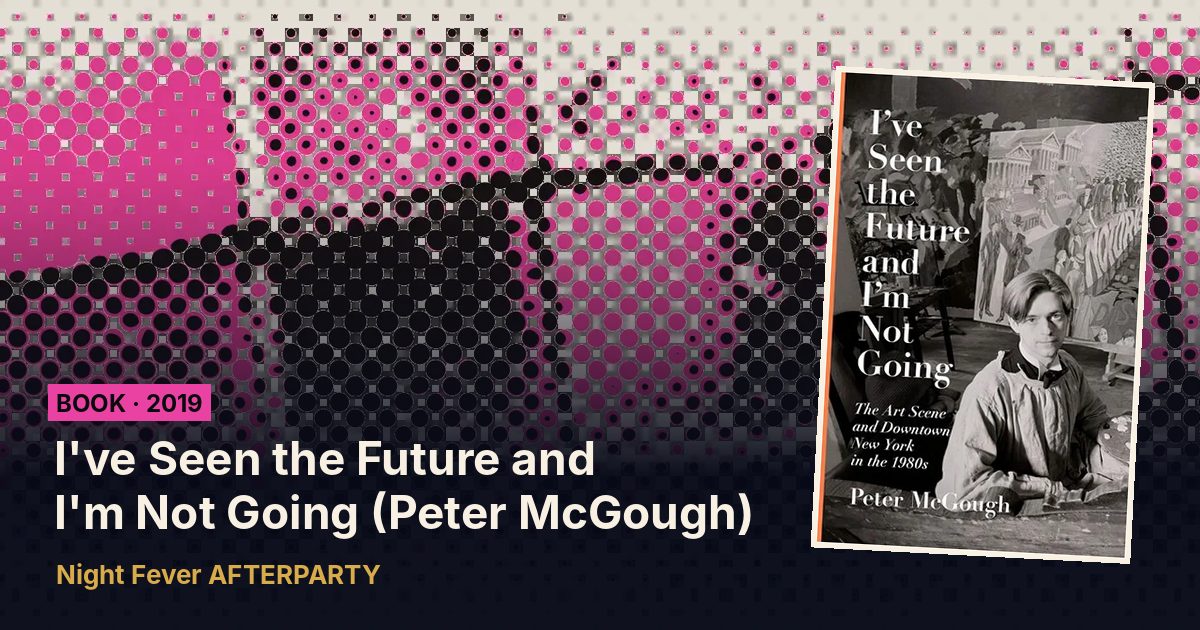 BOOK · 2019
I've Seen the Future and
I'm Not Going (Peter McGough)
Night Fever AFTERPARTY
I've
Seen
the
Future
and
I'm
Not
Going
The Art Scene
and Downtown
New York
in the 1980s
Peter McGough